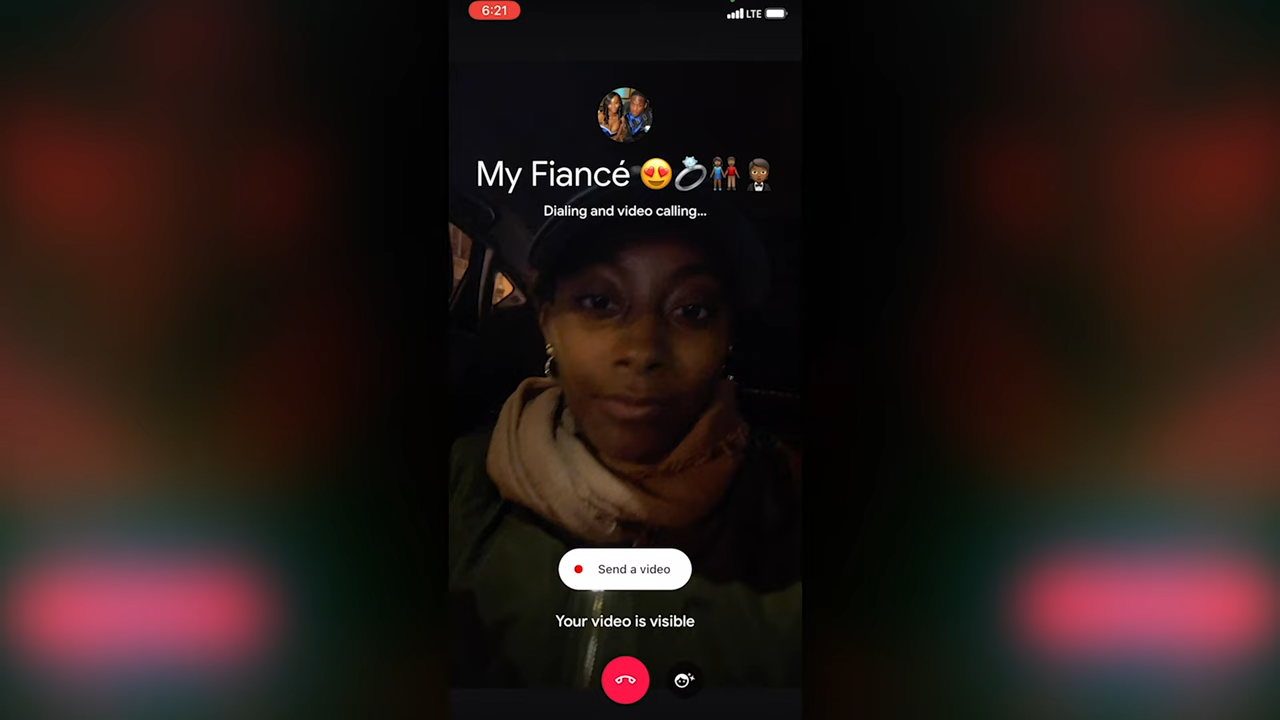 6:21 LTE
My Fiancé 😍💍👫🏾🤵🏾
Dialing and video calling...
Send a video
Your video is visible